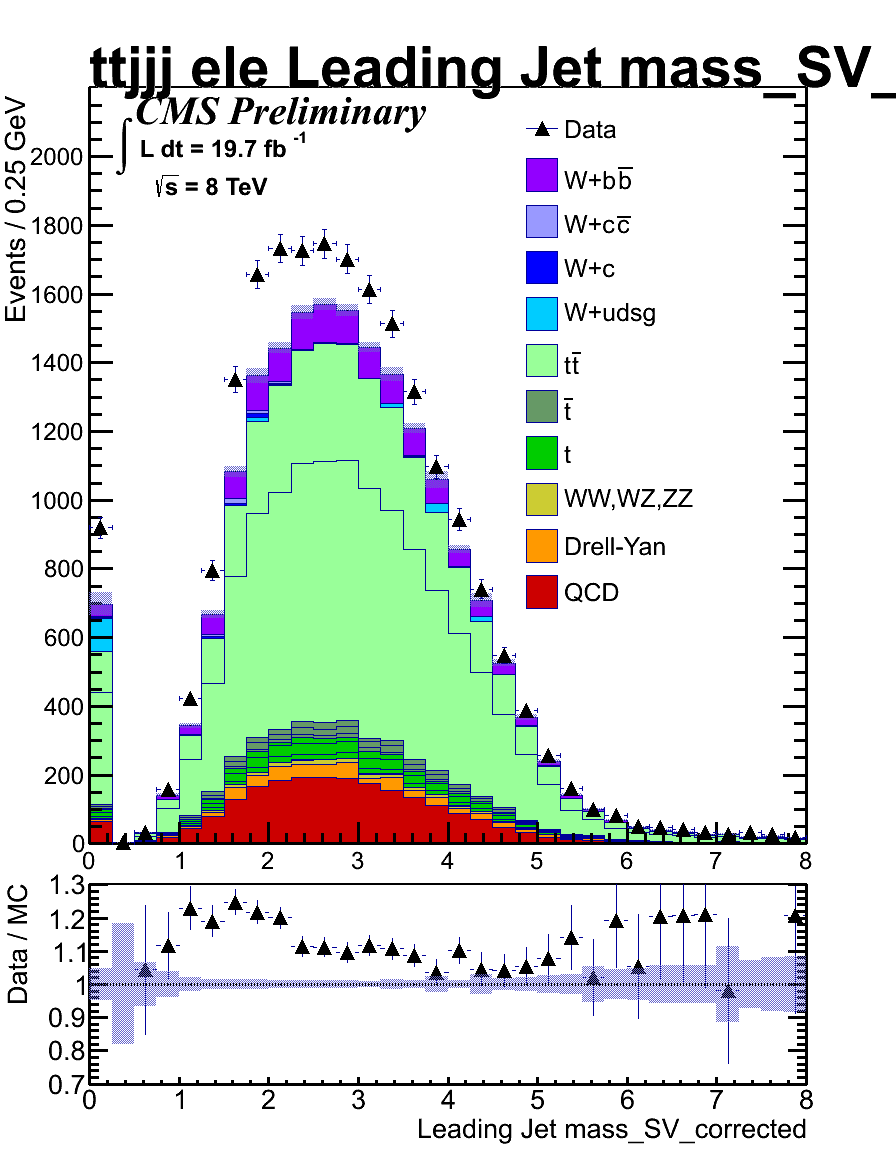 ttjjj ele Leading Jet mass_SV_
CMS Preliminary
∫ L dt = 19.7 fb⁻¹
√s = 8 TeV
Events / 0.25 GeV
Data
W+bb̅
W+cc̅
W+c
W+udsg
tt̅
t̅
t
WW,WZ,ZZ
Drell-Yan
QCD
2000
1800
1600
1400
1200
1000
800
600
400
200
0
0 1 2 3 4 5 6 7 8
Data / MC
1.3
1.2
1.1
1
0.9
0.8
0.7
0 1 2 3 4 5 6 7 8
Leading Jet mass_SV_corrected